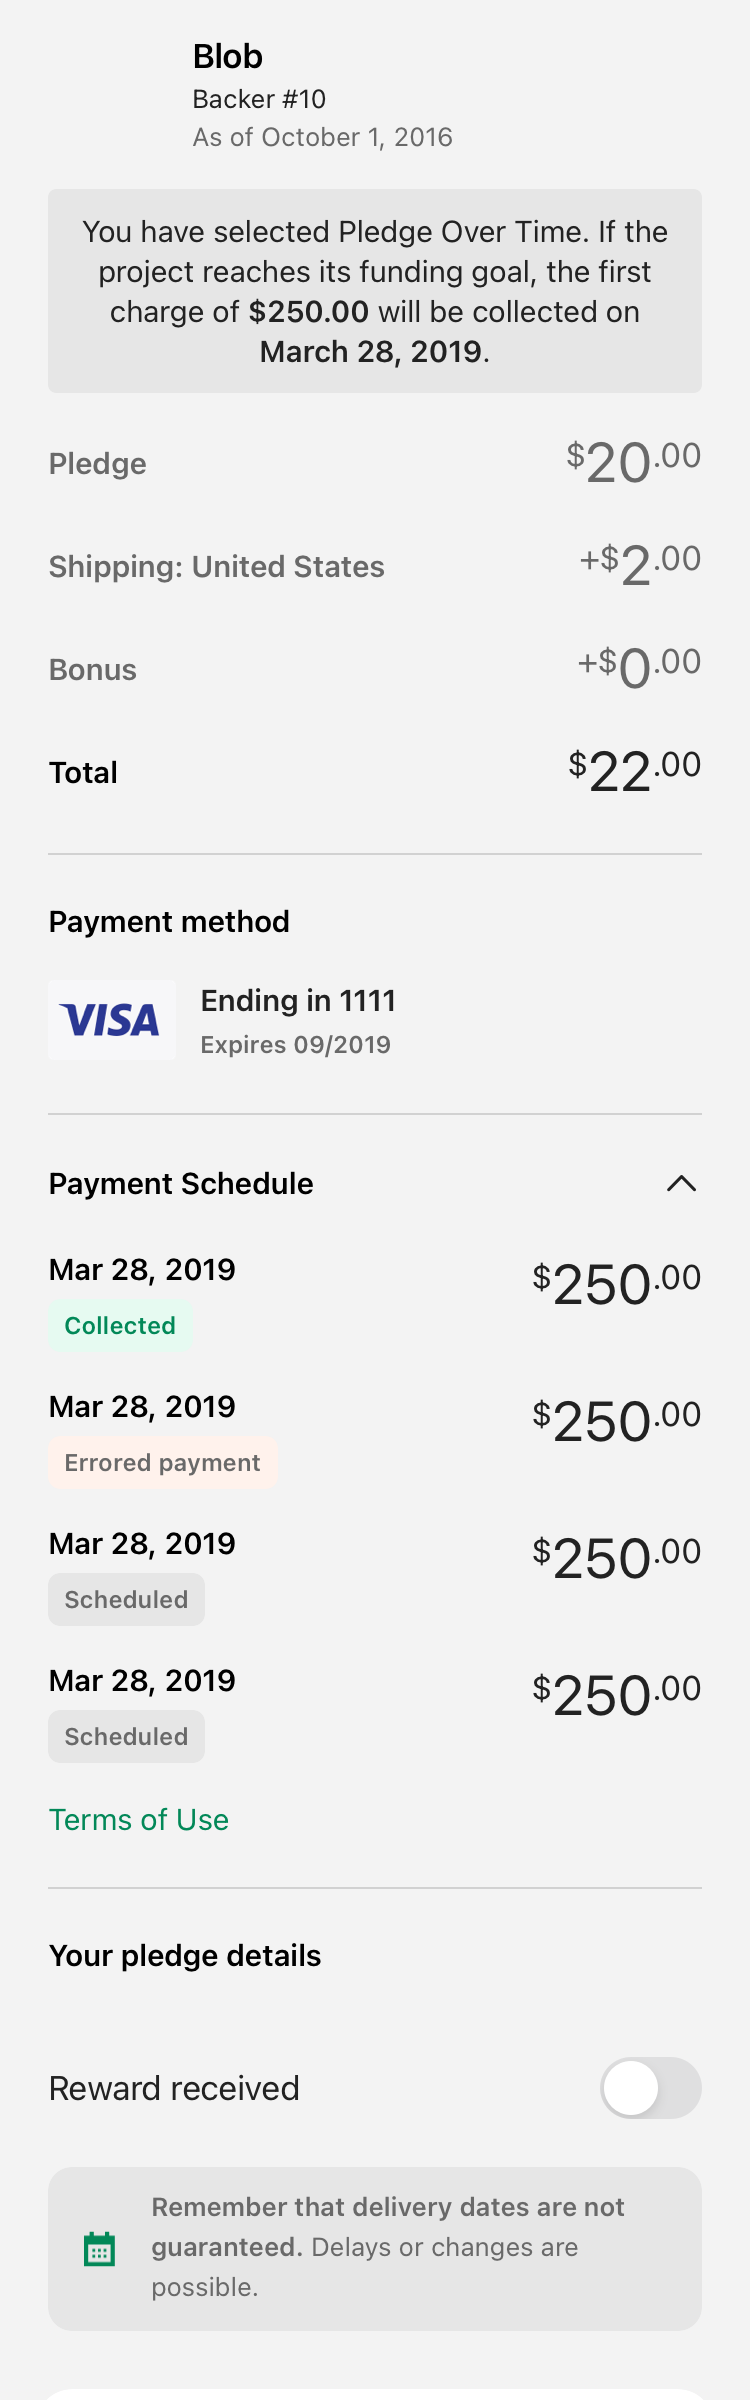 Blob
Backer #10
As of October 1, 2016
You have selected Pledge Over Time. If the
project reaches its funding goal, the first
charge of $250.00 will be collected on
March 28, 2019.
Pledge $20.00
Shipping: United States +$2.00
Bonus +$0.00
Total $22.00
Payment method
VISA Ending in 1111
Expires 09/2019
Payment Schedule
Mar 28, 2019 $250.00
Collected
Mar 28, 2019 $250.00
Errored payment
Mar 28, 2019 $250.00
Scheduled
Mar 28, 2019 $250.00
Scheduled
Terms of Use
Your pledge details
Reward received
Remember that delivery dates are not
guaranteed. Delays or changes are
possible.